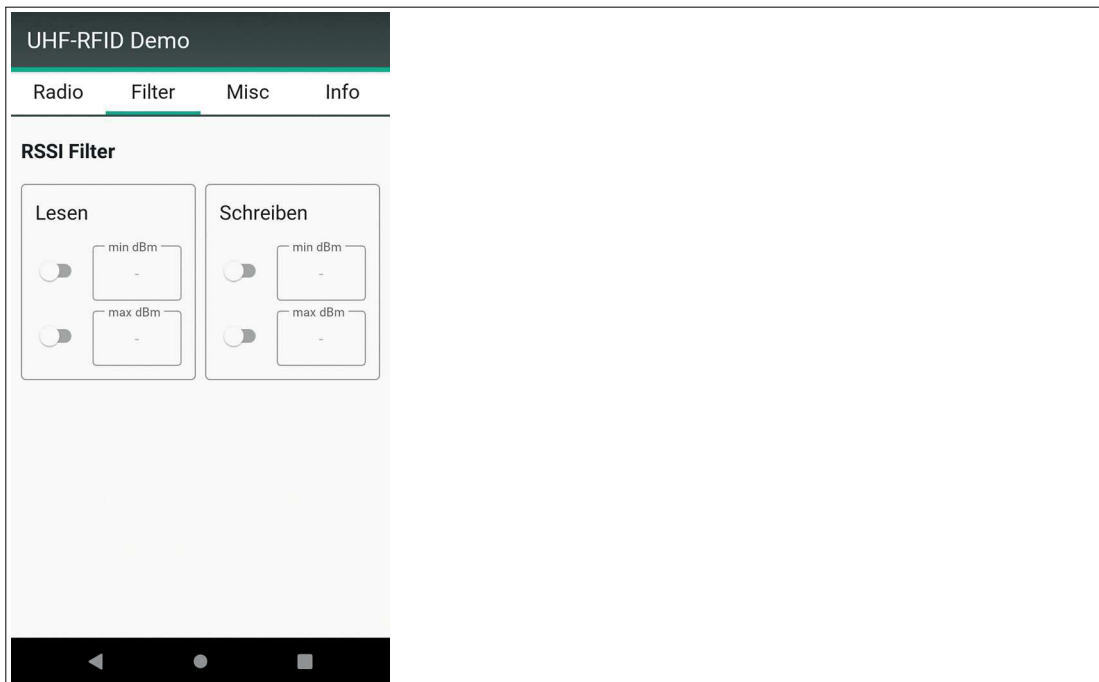 UHF-RFID Demo
Radio Filter Misc Info
RSSI Filter
Lesen
min dBm
-
max dBm
-
Schreiben
min dBm
-
max dBm
-